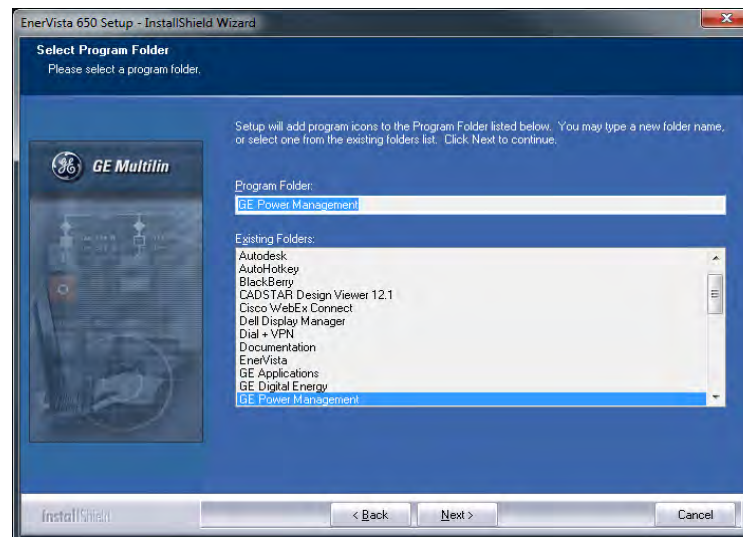 EnerVista 650 Setup - InstallShield Wizard
Select Program Folder
Please select a program folder.
Setup will add program icons to the Program Folder listed below. You may type a new folder name,
or select one from the existing folders list. Click Next to continue.
GE Multilin
Program Folder:
GE Power Management
Existing Folders:
Autodesk
AutoHotkey
BlackBerry
CADSTAR Design Viewer 12.1
Cisco WebEx Connect
Dell Display Manager
Dial + VPN
Documentation
EnerVista
GE Applications
GE Digital Energy
GE Power Management
InstallShield
< Back
Next >
Cancel